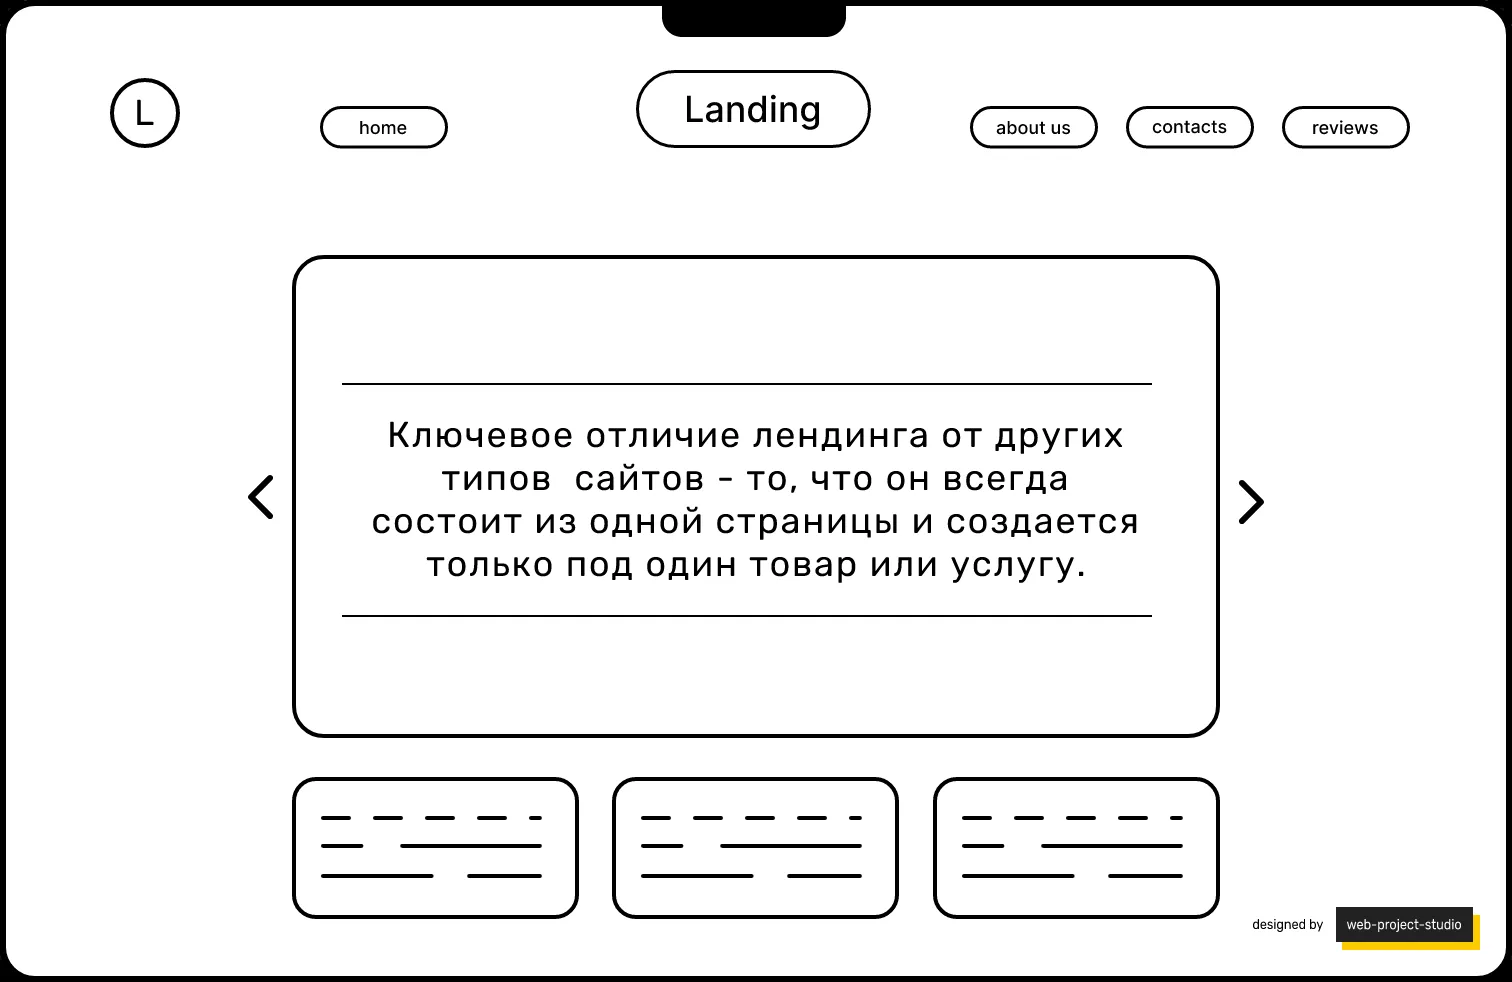 L
home
Landing
about us
contacts
reviews
Ключевое отличие лендинга от других
типов  сайтов - то, что он всегда
состоит из одной страницы и создается
только под один товар или услугу.
designed by
web-project-studio